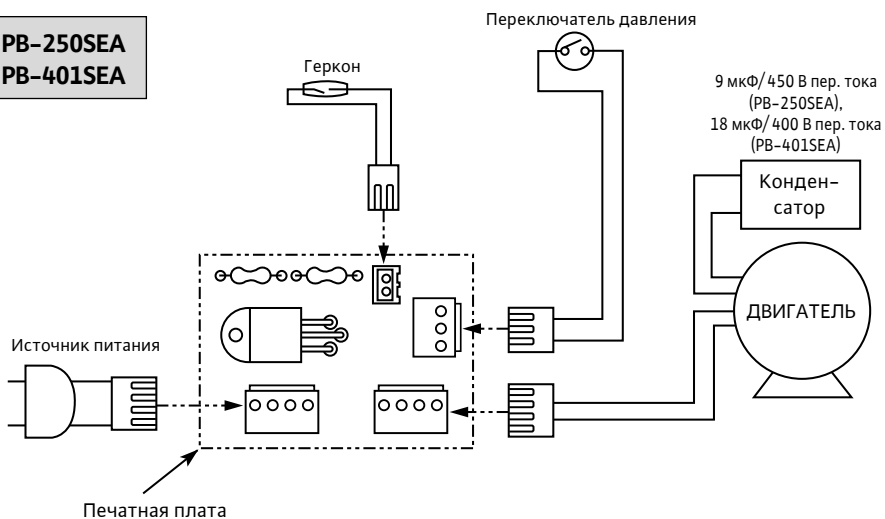 PB-250SEA
PB-401SEA
Переключатель давления
Геркон
9 мкФ/450 В пер. тока
(PB-250SEA),
18 мкФ/400 В пер. тока
(PB-401SEA)
Конден-
сатор
ДВИГАТЕЛЬ
Источник питания
Печатная плата